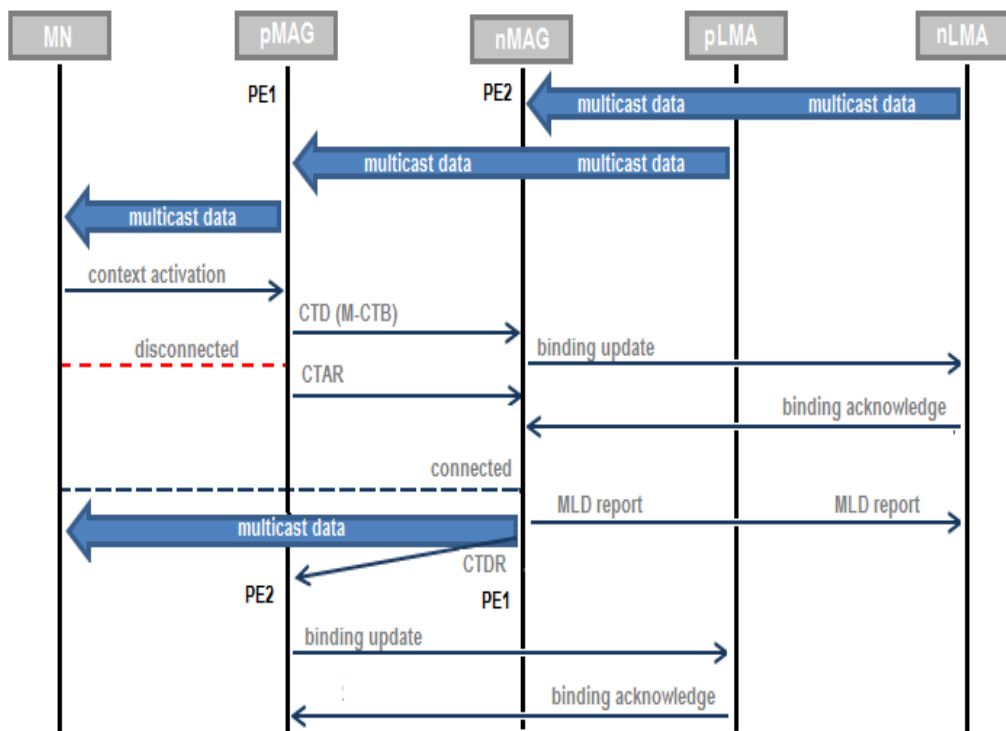 MN pMAG nMAG pLMA nLMA
PE1 PE2
multicast data multicast data
multicast data multicast data
multicast data
context activation
CTD (M-CTB)
disconnected
binding update
CTAR
binding acknowledge
connected
MLD report MLD report
multicast data
CTDR
PE2 PE1
binding update
binding acknowledge